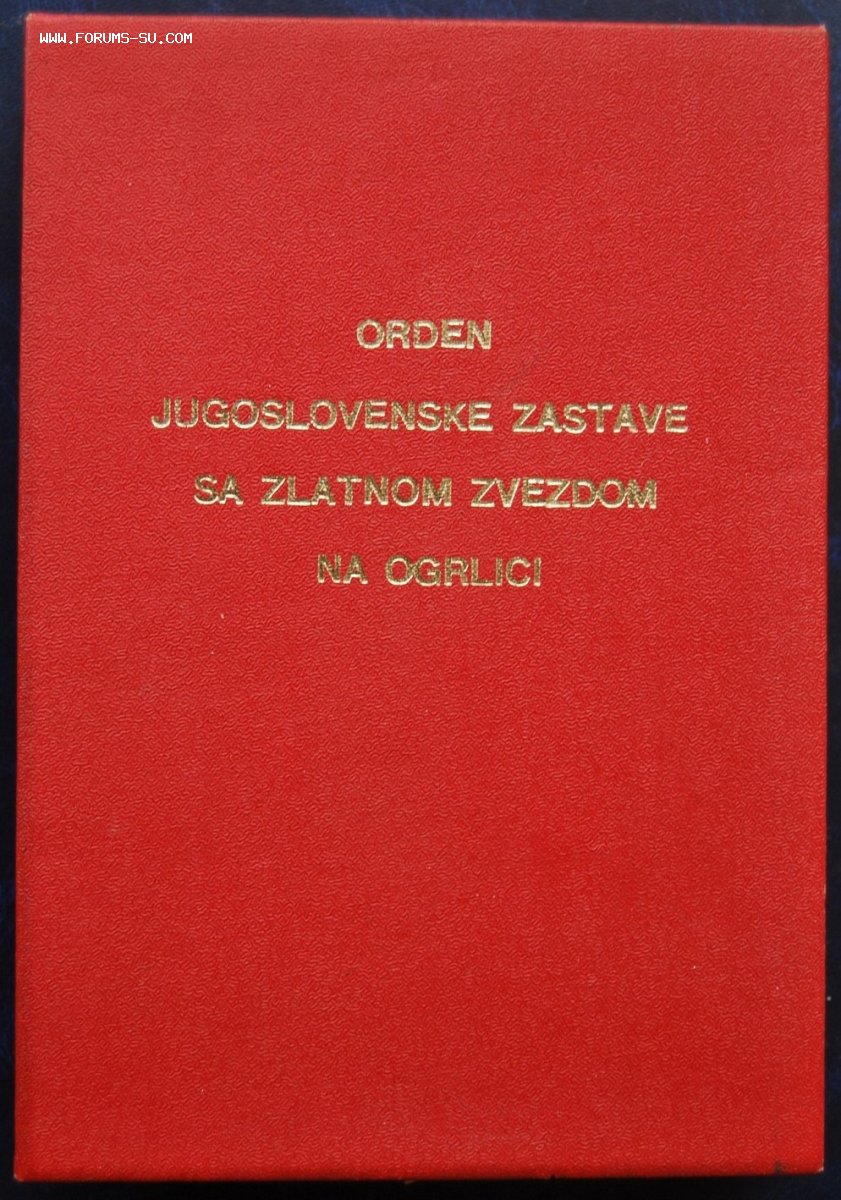 WWW.FORUMS-SU.COM
ORDEN
JUGOSLOVENSKE ZASTAVE
SA ZLATNOM ZVEZDOM
NA OGRLICI